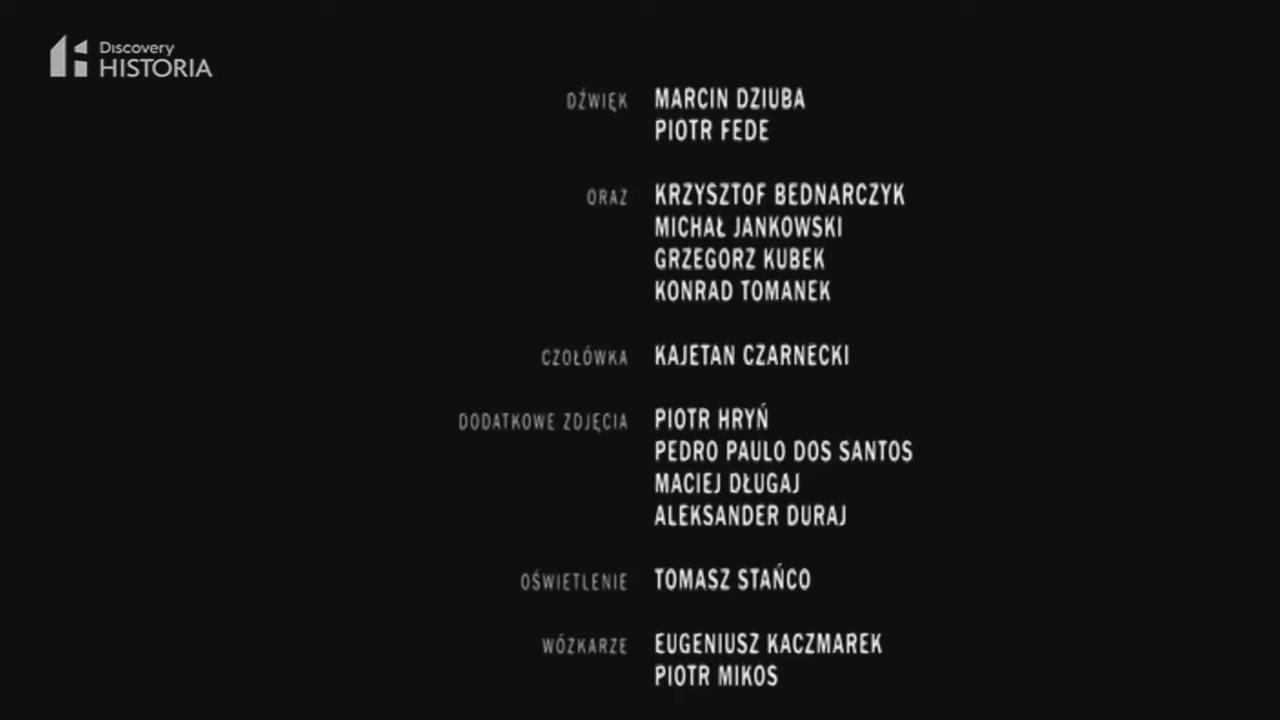 Discovery
HISTORIA
DŹWIĘK MARCIN DZIUBA
PIOTR FEDE
ORAZ KRZYSZTOF BEDNARCZYK
MICHAŁ JANKOWSKI
GRZEGORZ KUBEK
KONRAD TOMANEK
CZOŁÓWKA KAJETAN CZARNECKI
DODATKOWE ZDJĘCIA PIOTR HRYŃ
PEDRO PAULO DOS SANTOS
MACIEJ DŁUGAJ
ALEKSANDER DURAJ
OŚWIETLENIE TOMASZ STAŃCO
WÓZKARZE EUGENIUSZ KACZMAREK
PIOTR MIKOS